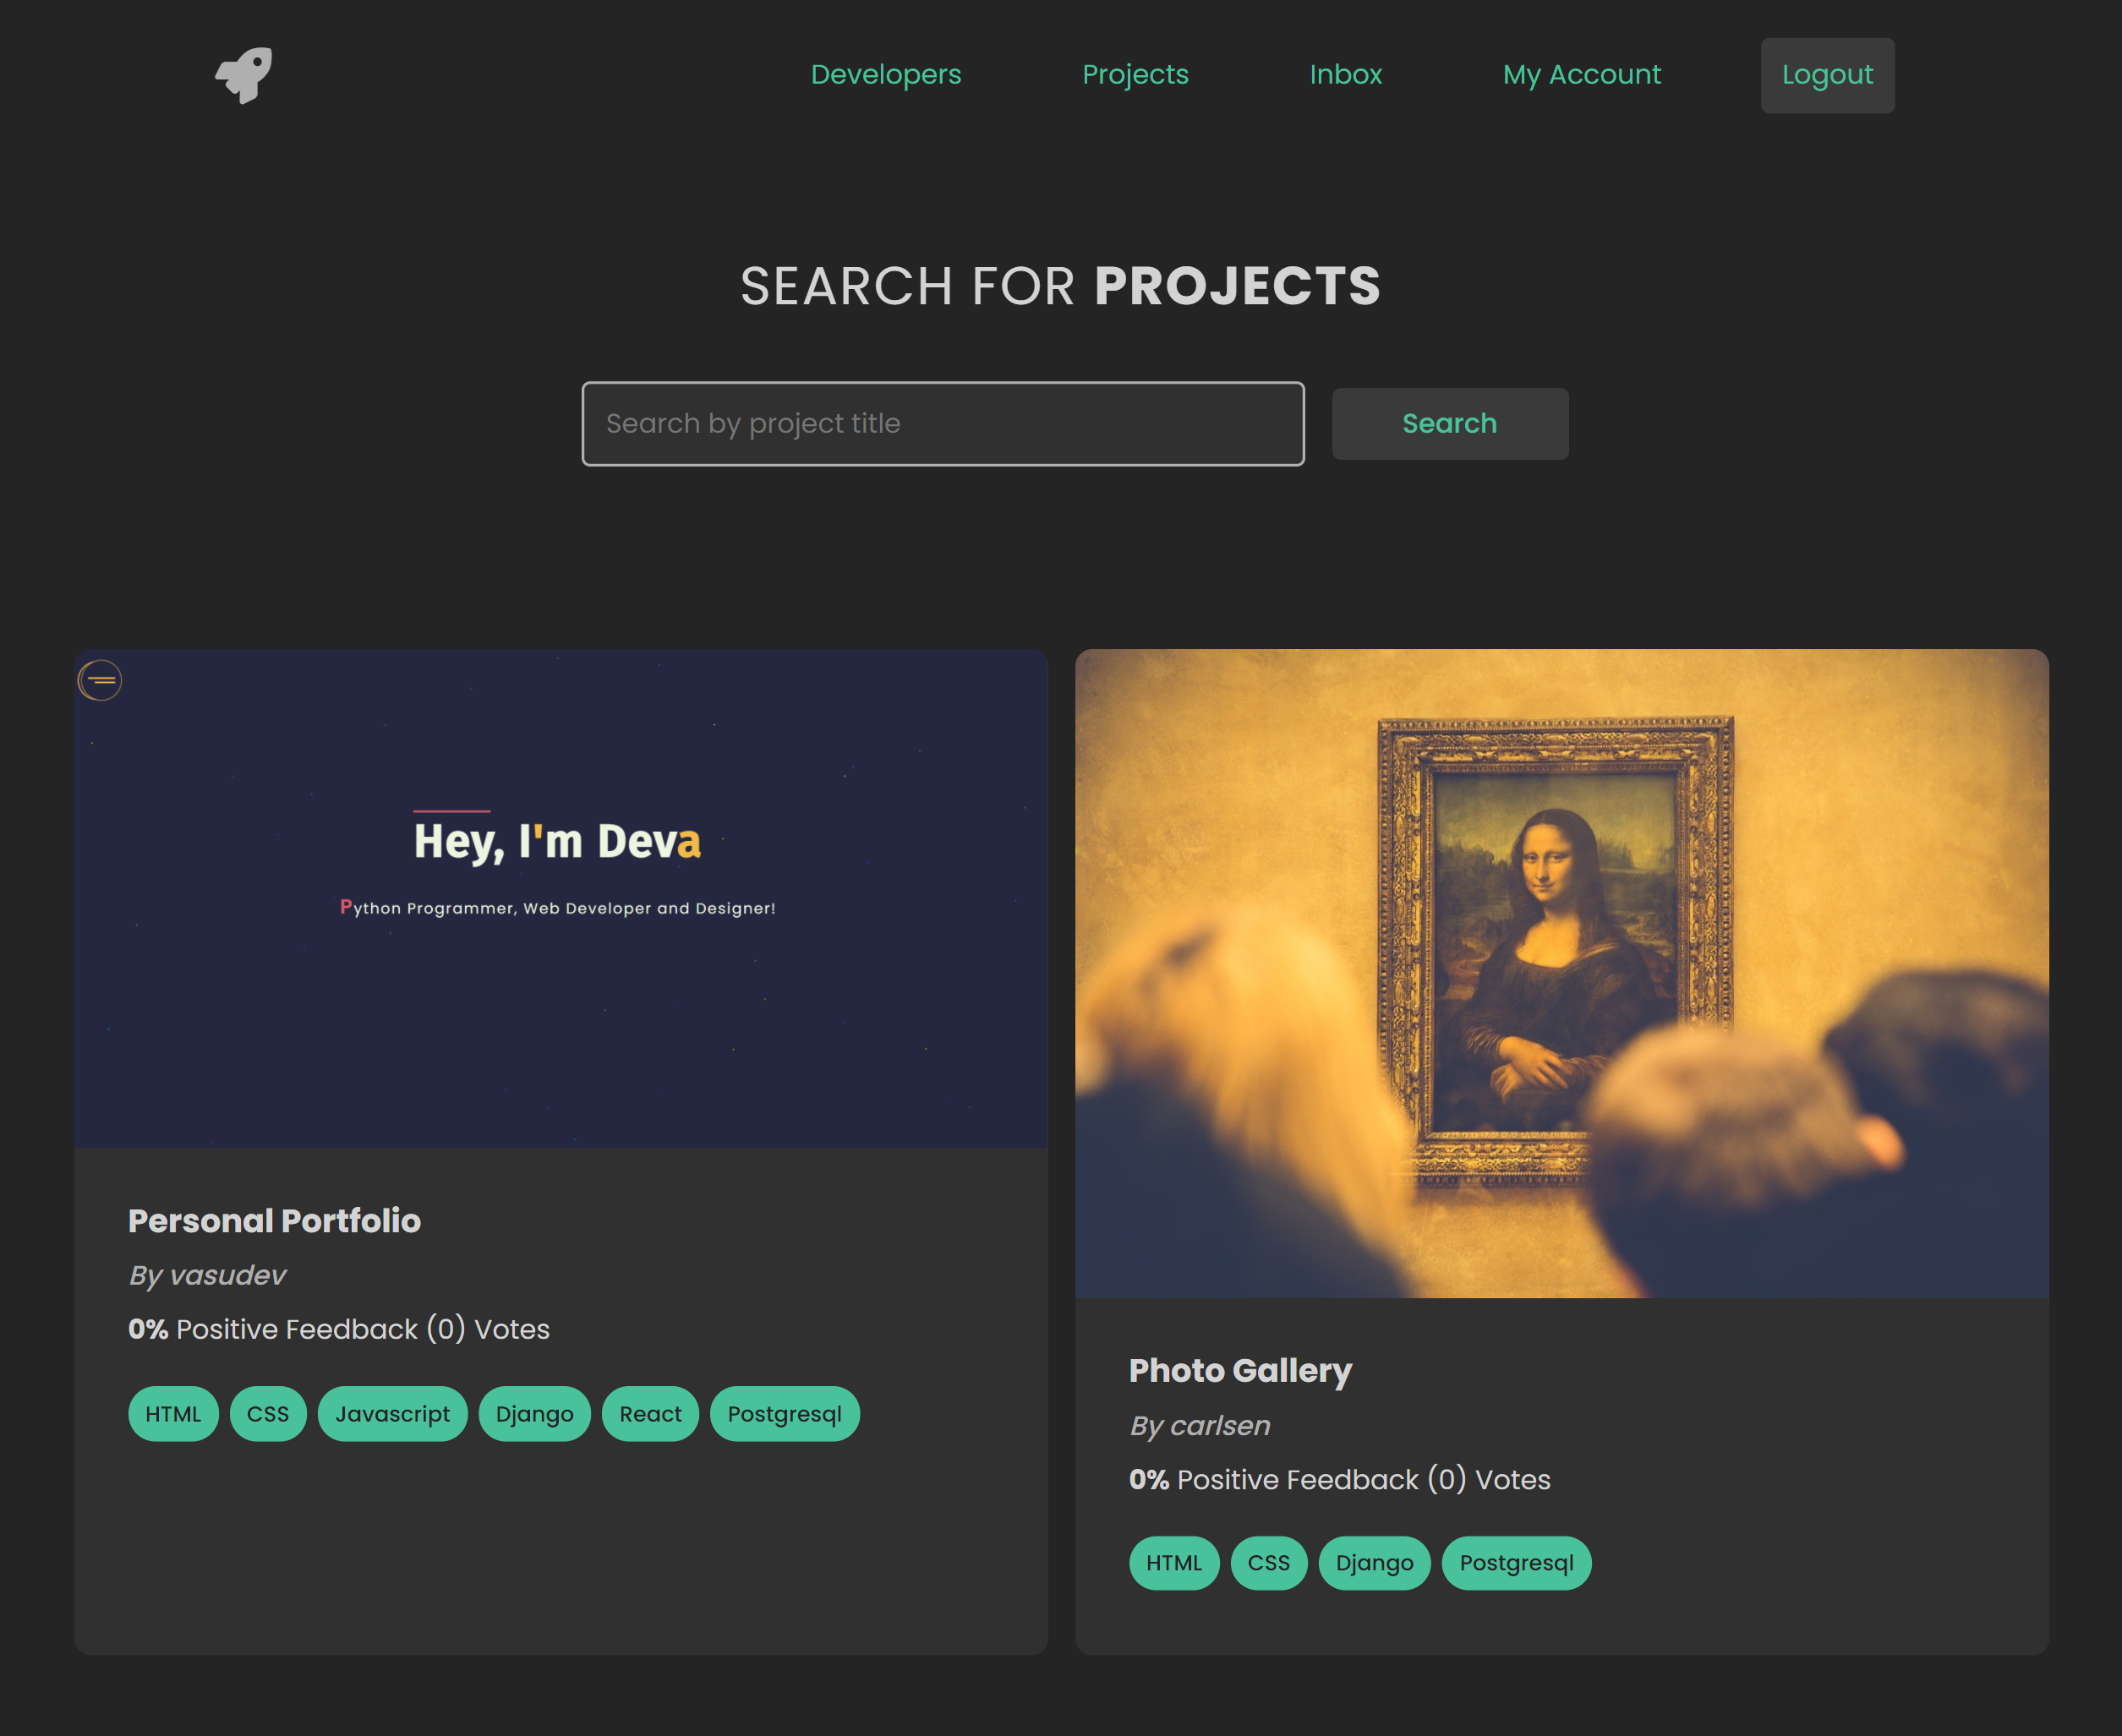 Developers Projects Inbox My Account Logout
SEARCH FOR PROJECTS
Search by project title Search
Hey, I'm Deva
Python Programmer, Web Developer and Designer!
Personal Portfolio
By vasudev
0% Positive Feedback (0) Votes
HTML CSS Javascript Django React Postgresql
Photo Gallery
By carlsen
0% Positive Feedback (0) Votes
HTML CSS Django Postgresql